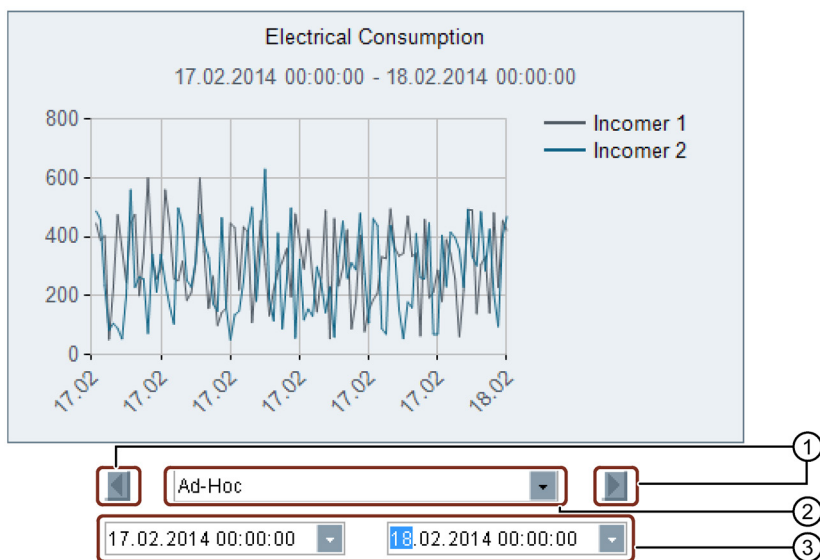 Electrical Consumption
17.02.2014 00:00:00 - 18.02.2014 00:00:00
800
600
400
200
0
Incomer 1
Incomer 2
17.02 17.02 17.02 17.02 17.02 17.02 18.02
1
Ad-Hoc
2
17.02.2014 00:00:00 18.02.2014 00:00:00
3